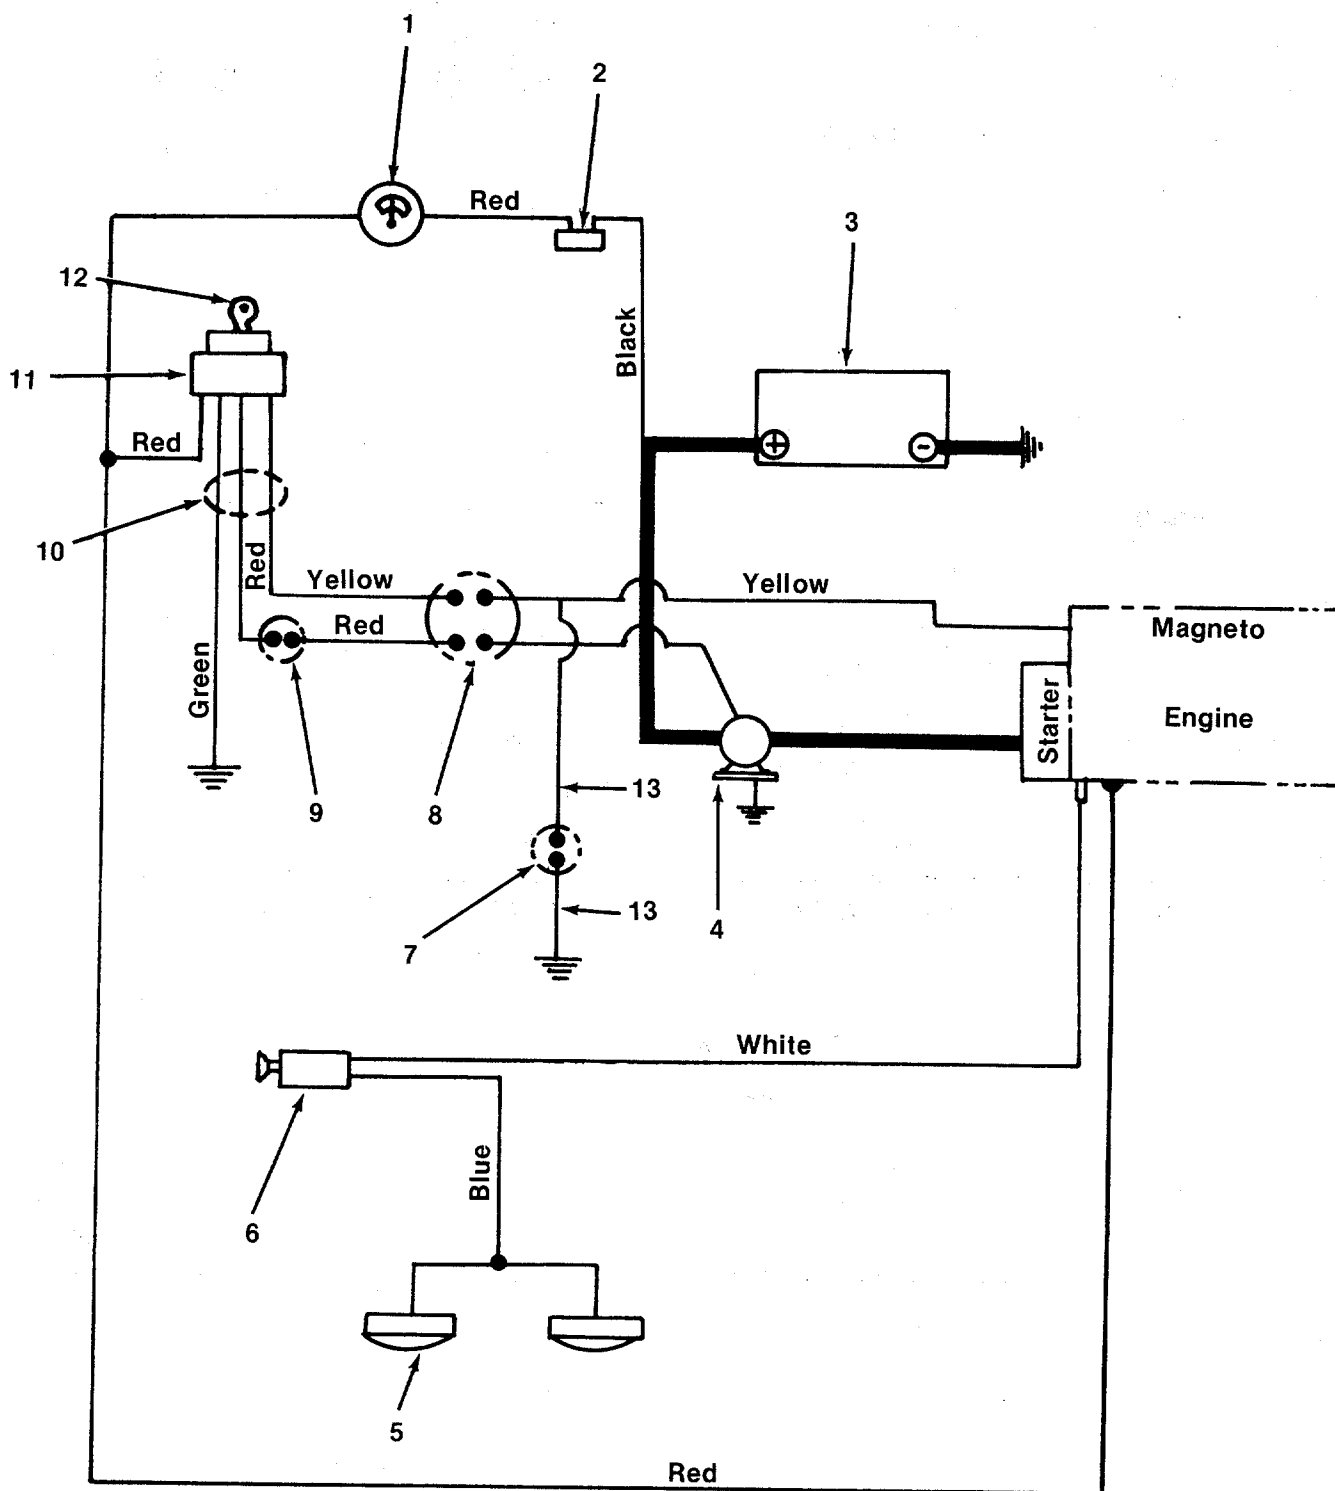 1
2
Red
3
12
Black
11
Red
10
Red
Yellow
Yellow
Red
Magneto
Green
Starter
Engine
13
9
8
13
4
7
White
6
Blue
5
Red